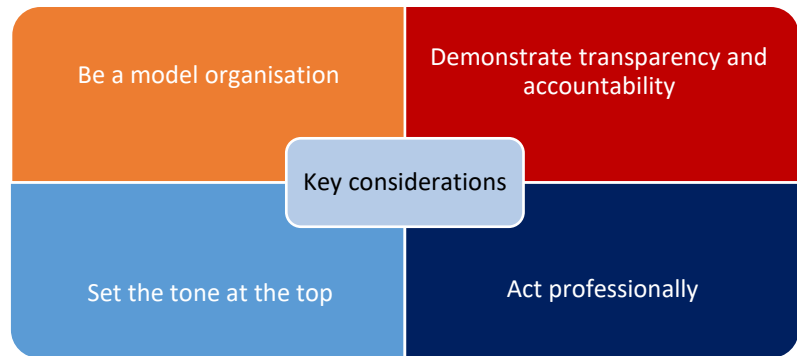 Be a model organisation
Demonstrate transparency and
accountability
Key considerations
Set the tone at the top
Act professionally